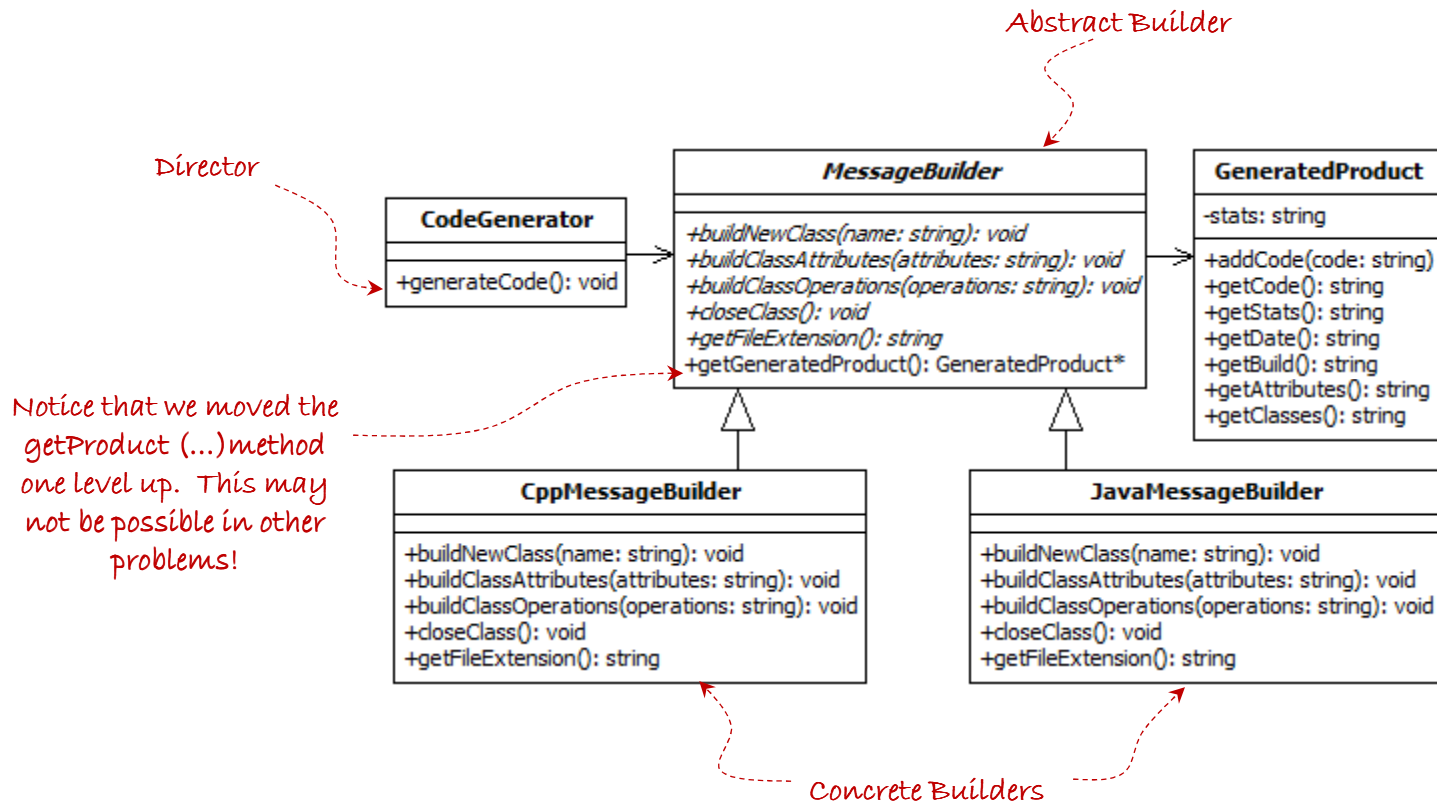 Abstract Builder
Director
MessageBuilder
+buildNewClass(name: string): void
+buildClassAttributes(attributes: string): void
+buildClassOperations(operations: string): void
+closeClass(): void
+getFileExtension(): string
+getGeneratedProduct(): GeneratedProduct*
GeneratedProduct
-stats: string
+addCode(code: string)
+getCode(): string
+getStats(): string
+getDate(): string
+getBuild(): string
+getAttributes(): string
+getClasses(): string
CodeGenerator
+generateCode(): void
Notice that we moved the
getProduct (...) method
one level up. This may
not be possible in other
problems!
CppMessageBuilder
+buildNewClass(name: string): void
+buildClassAttributes(attributes: string): void
+buildClassOperations(operations: string): void
+closeClass(): void
+getFileExtension(): string
JavaMessageBuilder
+buildNewClass(name: string): void
+buildClassAttributes(attributes: string): void
+buildClassOperations(operations: string): void
+closeClass(): void
+getFileExtension(): string
Concrete Builders